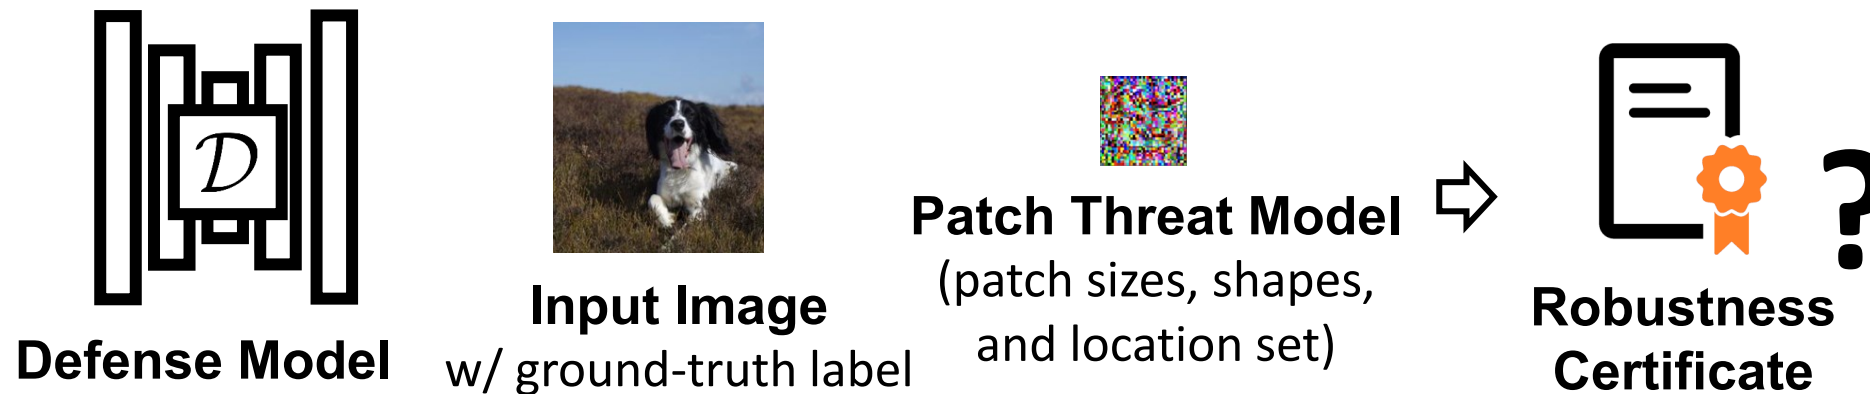 𝒟
Defense Model
Input Image
w/ ground-truth label
Patch Threat Model
(patch sizes, shapes,
and location set)
?
Robustness
Certificate